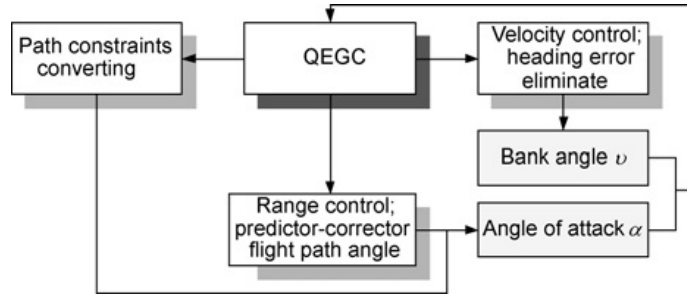 Path constraints
converting
QEGC
Velocity control;
heading error
eliminate
Bank angle υ
Range control;
predictor-corrector
flight path angle
Angle of attack α